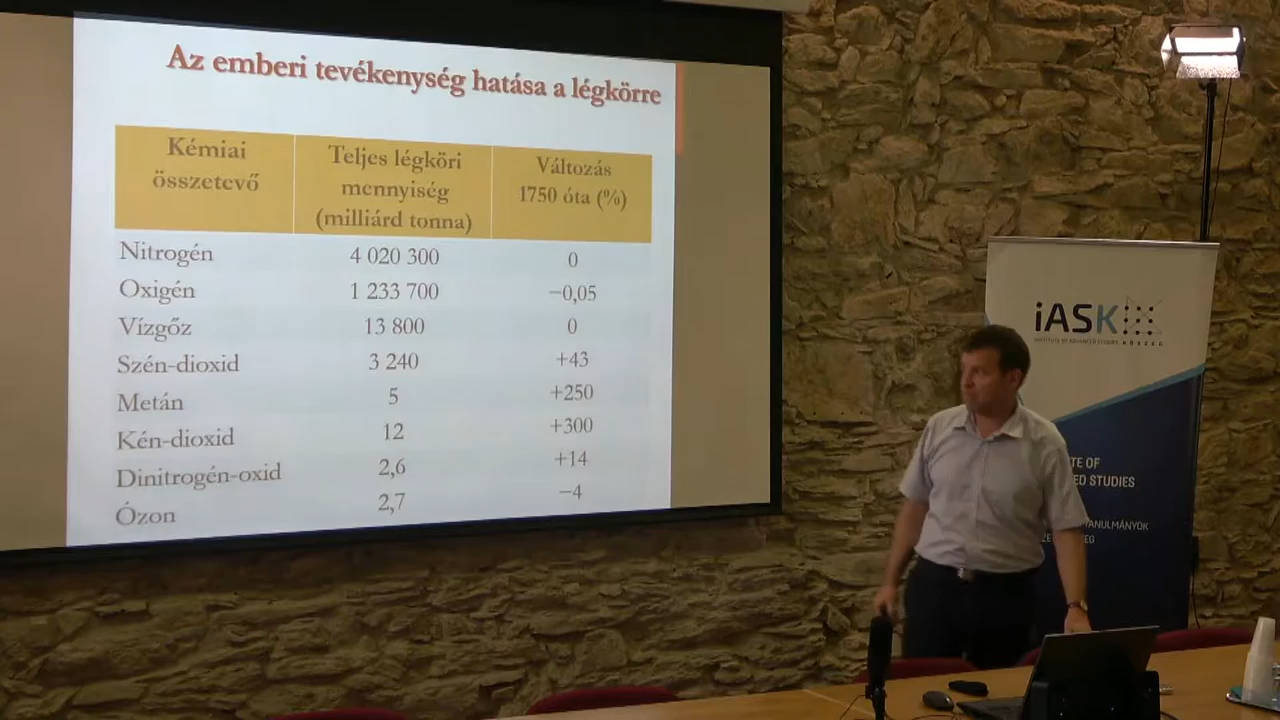 Az emberi tevékenység hatása a légkörre
Kémiai összetevő
Teljes légköri mennyiség (milliárd tonna)
Változás 1750 óta (%)
Nitrogén 4 020 300 0
Oxigén 1 233 700 −0,05
Vízgőz 13 800 0
Szén-dioxid 3 240 +43
Metán 5 +250
Kén-dioxid 12 +300
Dinitrogén-oxid 2,6 +14
Ózon 2,7 −4
iASK
INSTITUTE OF ADVANCED STUDIES KŐSZEG
TE OF
ED STUDIES
TANULMÁNYOK
EG